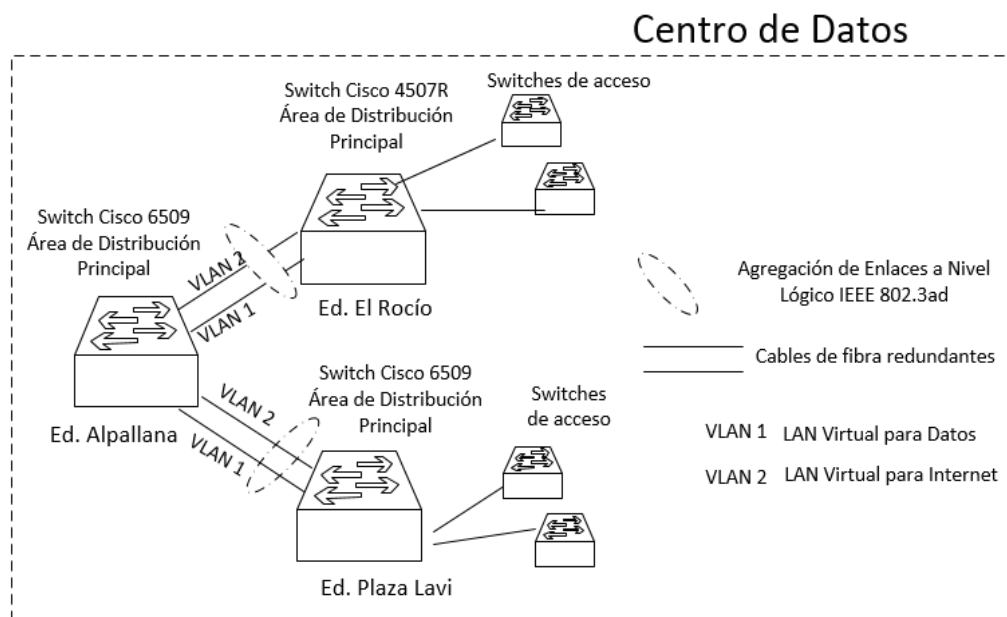 Centro de Datos
Switch Cisco 4507R
Área de Distribución
Principal
Switches de acceso
Switch Cisco 6509
Área de Distribución
Principal
VLAN 2
VLAN 1
Ed. El Rocío
Ed. Alpallana
VLAN 2
VLAN 1
Switch Cisco 6509
Área de Distribución
Principal
Switches
de acceso
Ed. Plaza Lavi
Agregación de Enlaces a Nivel
Lógico IEEE 802.3ad
Cables de fibra redundantes
VLAN 1 LAN Virtual para Datos
VLAN 2 LAN Virtual para Internet